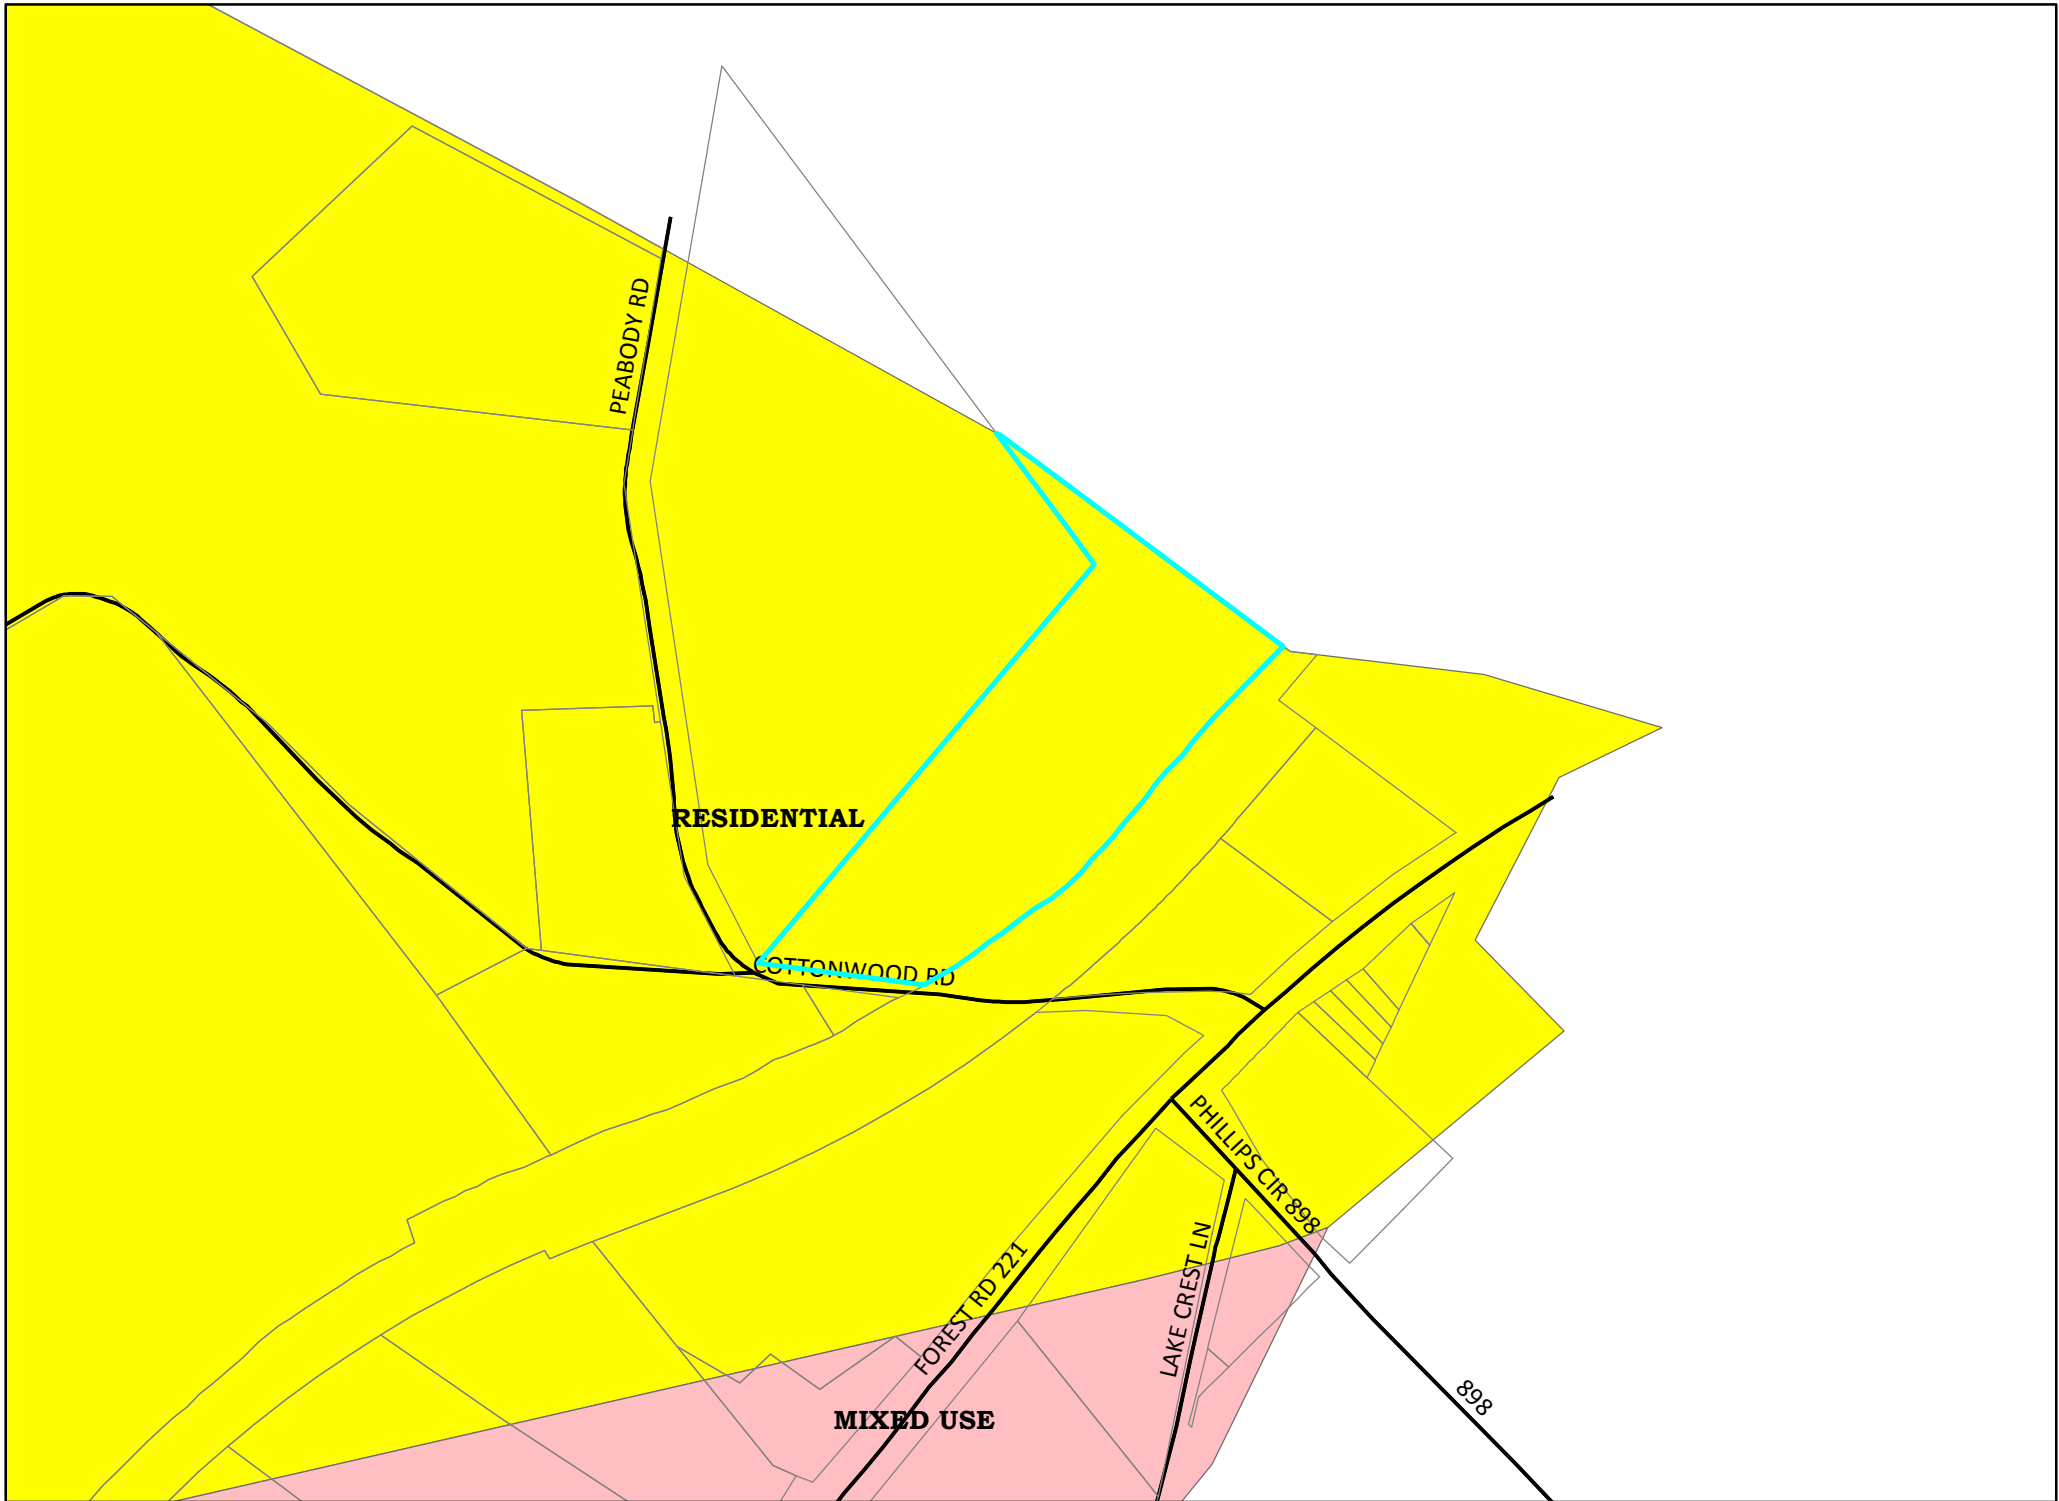 PEABODY RD
RESIDENTIAL
COTTONWOOD RD
PHILLIPS CIR 898
LAKE CREST LN
FOREST RD 221
898
MIXED USE